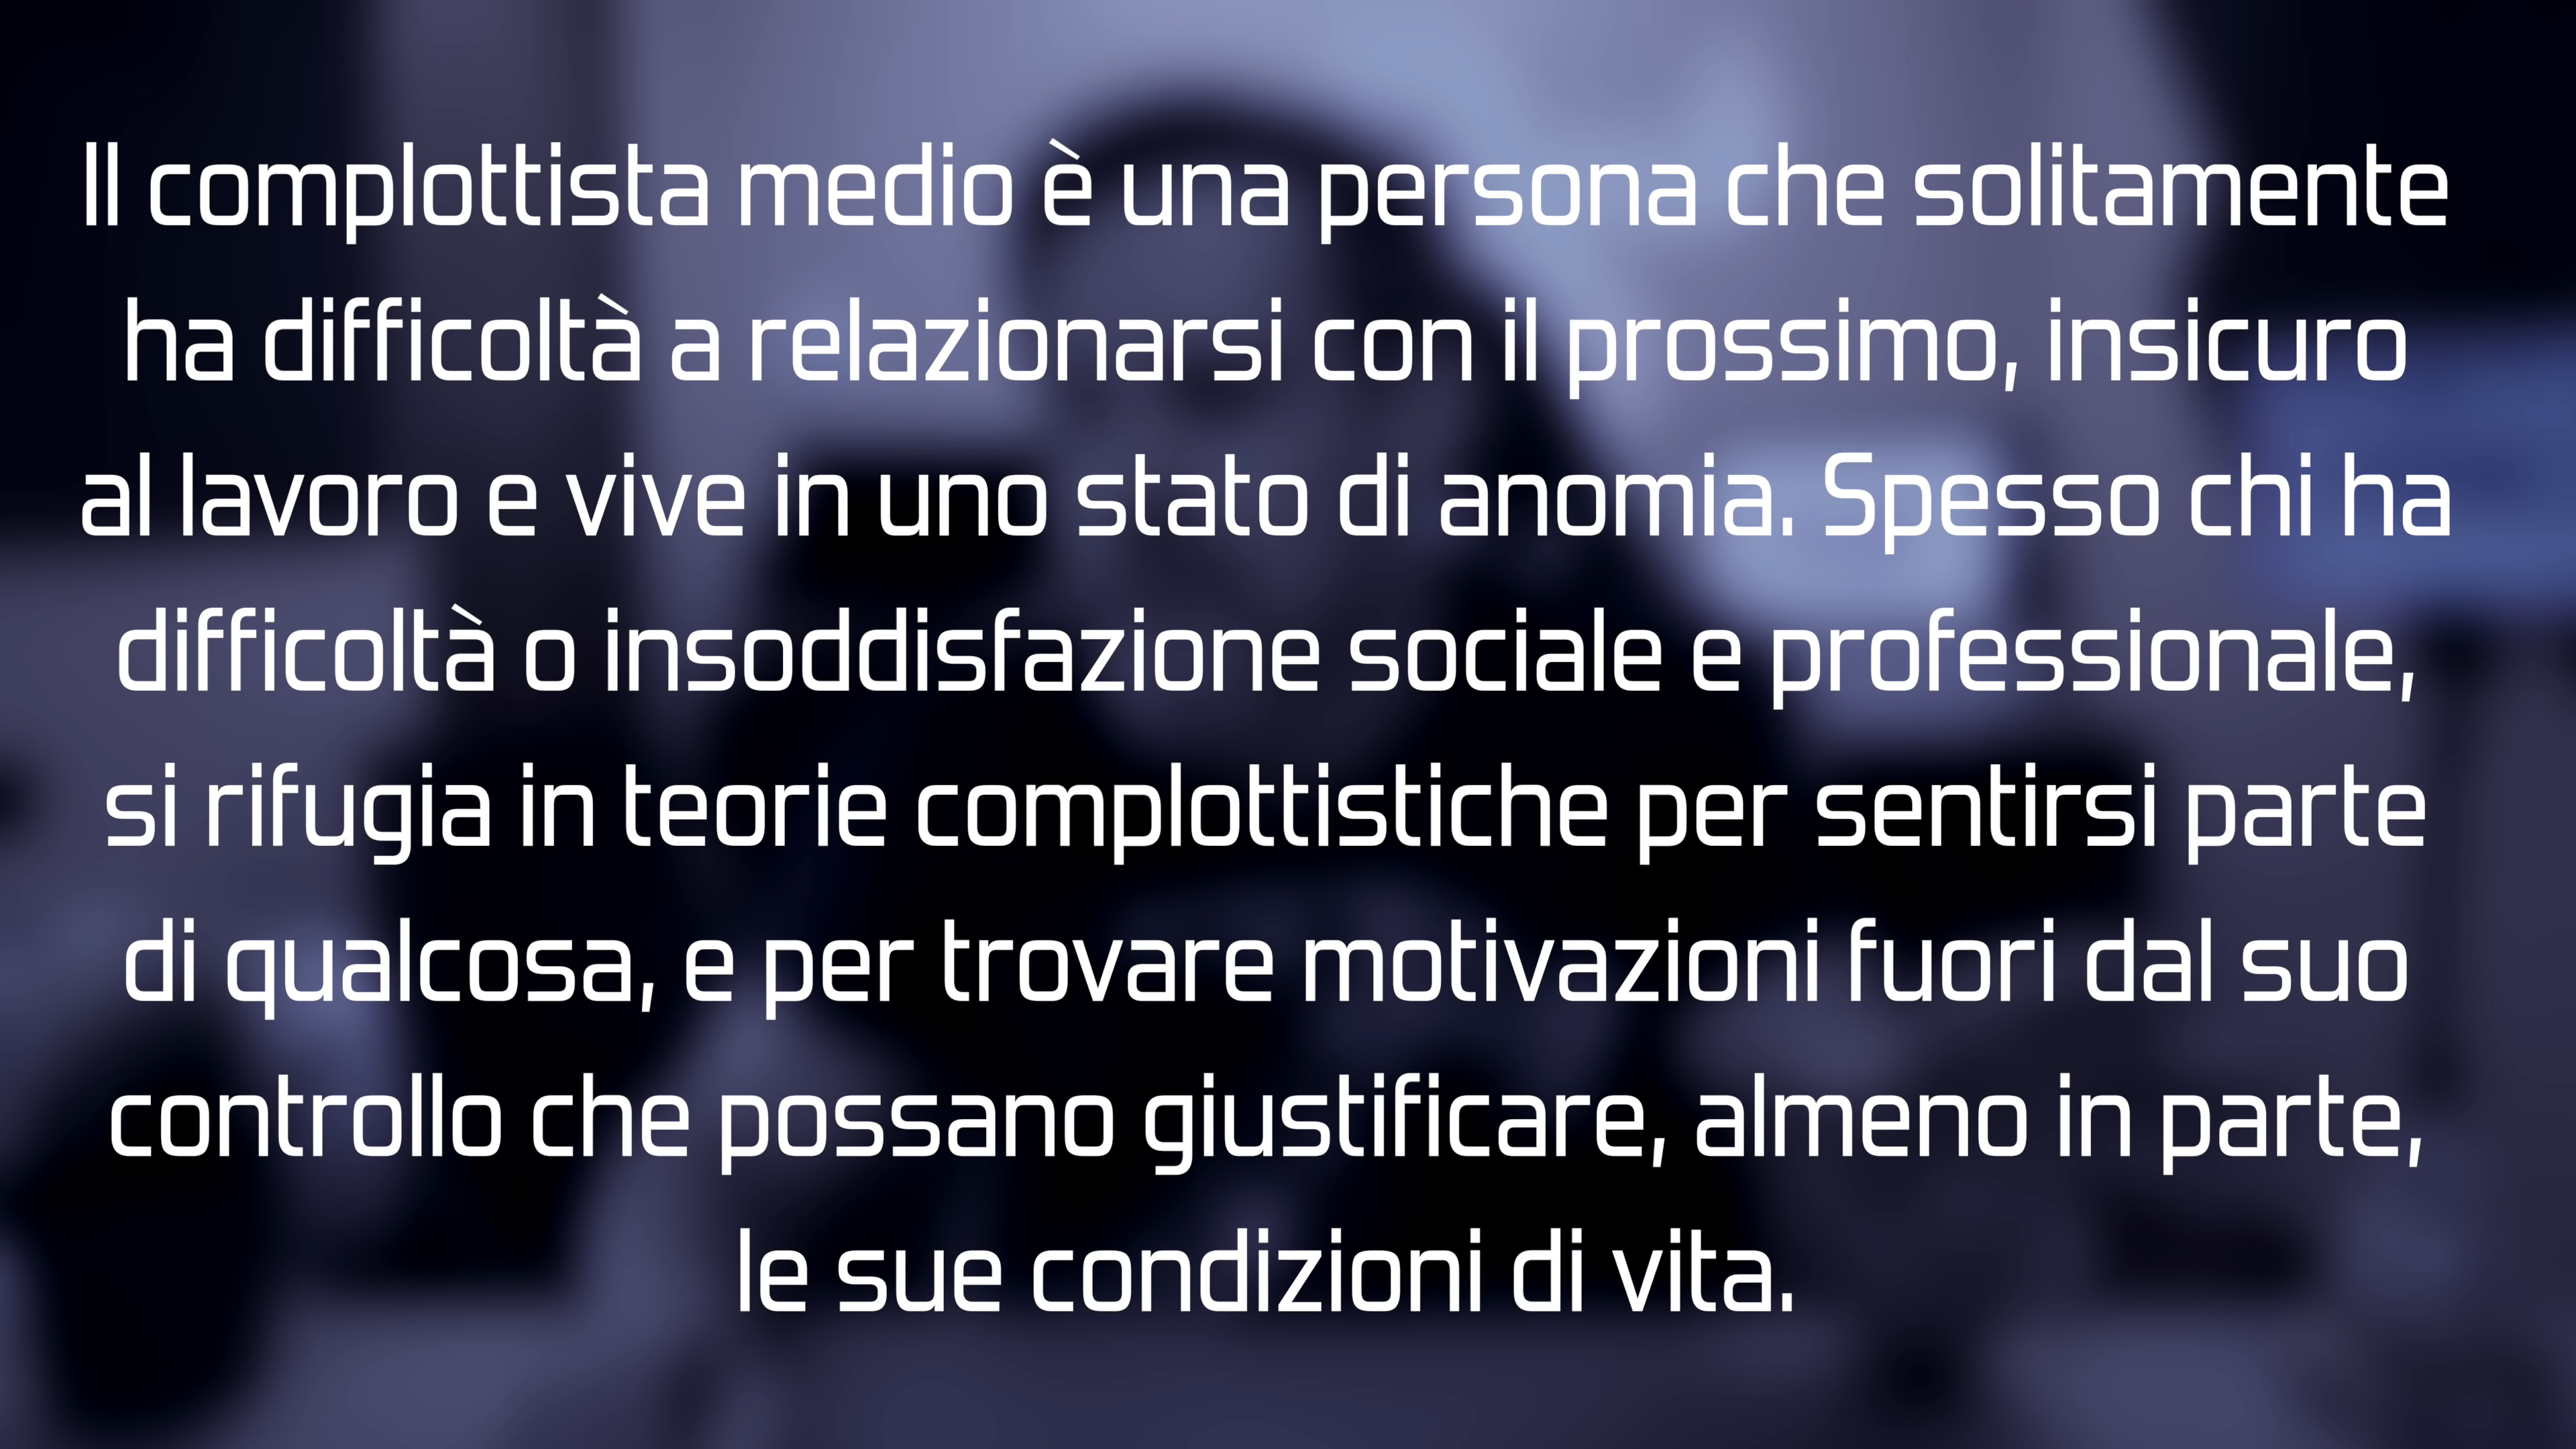 Il complottista medio è una persona che solitamente
ha difficoltà a relazionarsi con il prossimo, insicuro
al lavoro e vive in uno stato di anomia. Spesso chi ha
difficoltà o insoddisfazione sociale e professionale,
si rifugia in teorie complottistiche per sentirsi parte
di qualcosa, e per trovare motivazioni fuori dal suo
controllo che possano giustificare, almeno in parte,
le sue condizioni di vita.